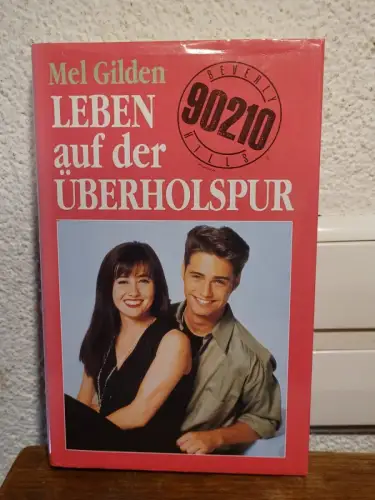 Mel Gilden
LEBEN
auf der
ÜBERHOLSPUR
BEVERLY
90210
HILLS